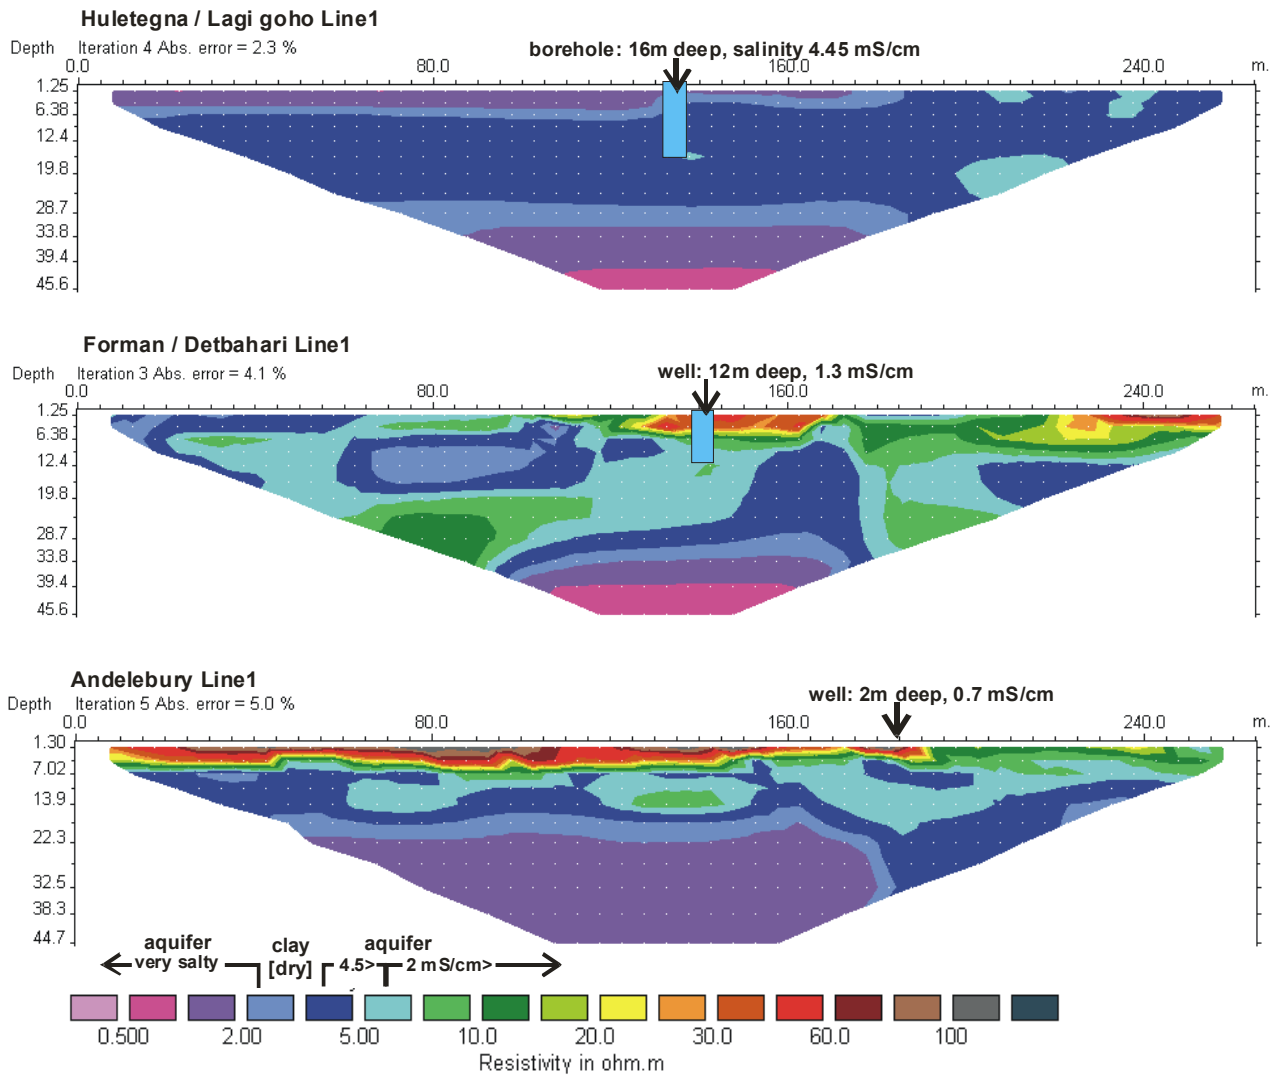 Huletegna / Lagi goho Line1
Depth Iteration 4 Abs. error = 2.3 %
borehole: 16m deep, salinity 4.45 mS/cm
0.0 80.0 160.0 240.0 m.
1.25
6.38
12.4
19.8
28.7
33.8
39.4
45.6
Forman / Detbahari Line1
Depth Iteration 3 Abs. error = 4.1 %
well: 12m deep, 1.3 mS/cm
0.0 80.0 160.0 240.0 m.
1.25
6.38
12.4
19.8
28.7
33.8
39.4
45.6
Andelebury Line1
Depth Iteration 5 Abs. error = 5.0 %
well: 2m deep, 0.7 mS/cm
0.0 80.0 160.0 240.0 m.
1.30
7.02
13.9
22.3
32.5
38.3
44.7
aquifer clay aquifer
very salty [dry] 4.5> 2 mS/cm>
0.500 2.00 5.00 10.0 20.0 30.0 60.0 100
Resistivity in ohm.m